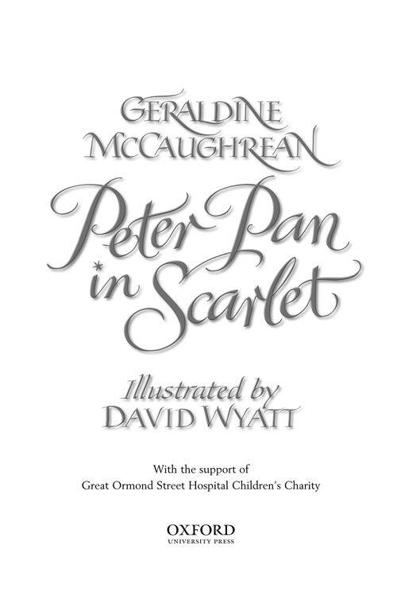 GERALDINE
McCAUGHREAN
Peter Pan
in Scarlet
Illustrated by
DAVID WYATT
With the support of
Great Ormond Street Hospital Children's Charity
OXFORD
UNIVERSITY PRESS